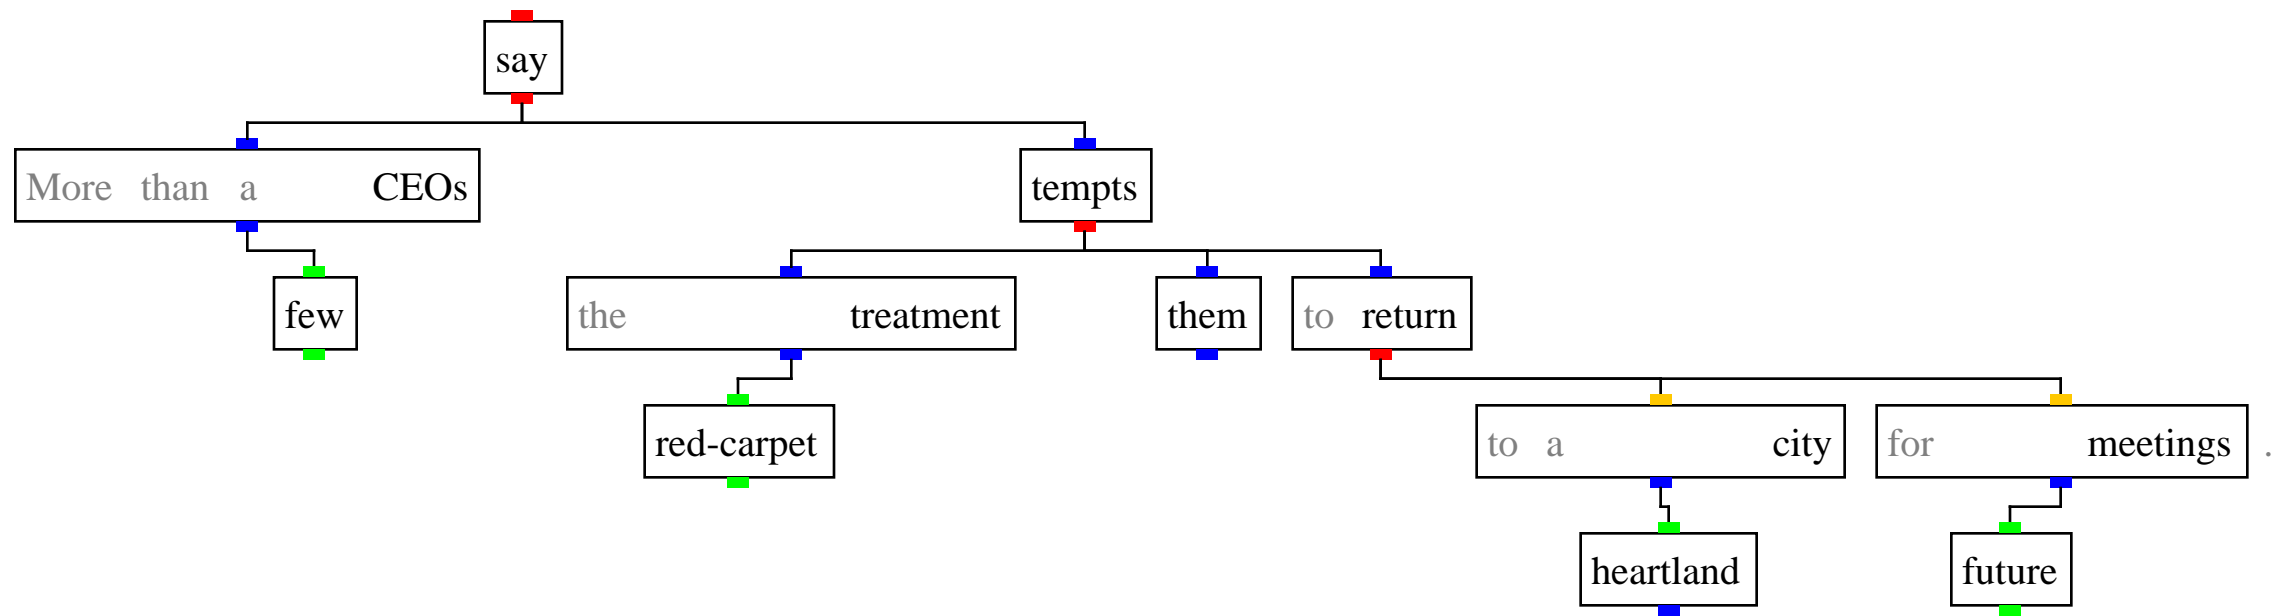 say
More than a CEOs
tempts
few
the treatment
them
to return
red-carpet
to a city
for meetings .
heartland
future